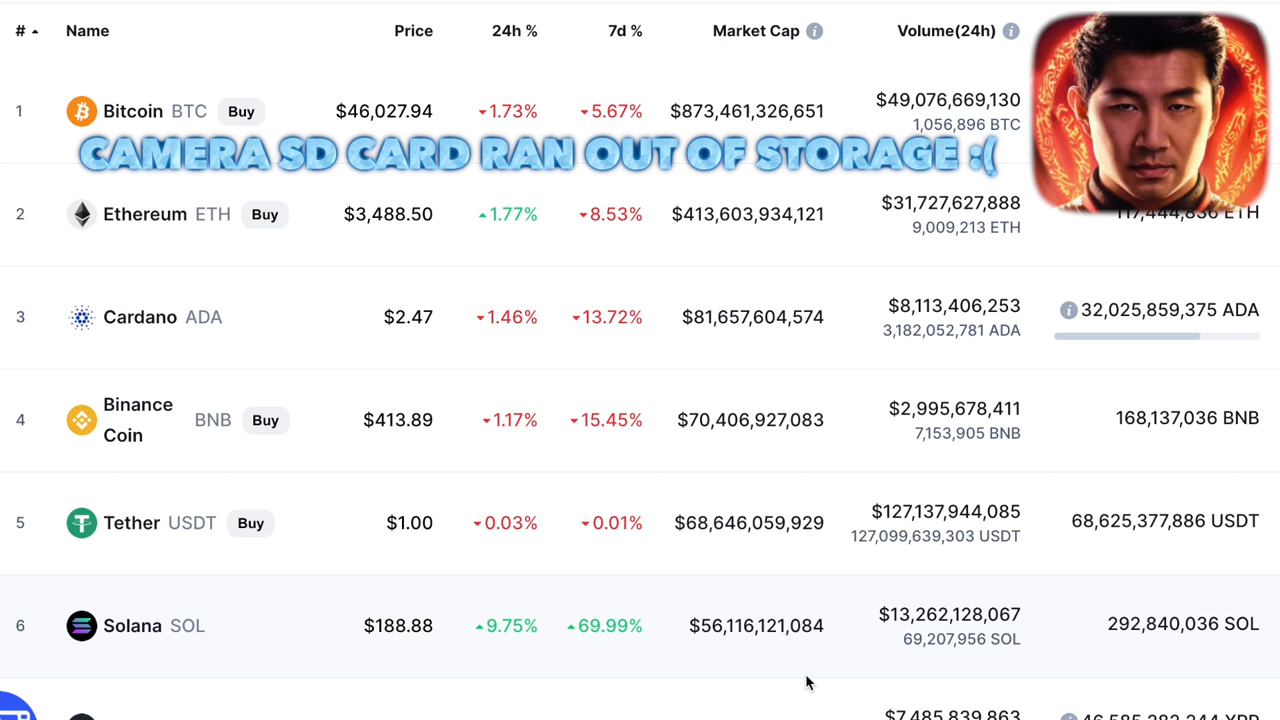 # Name Price 24h % 7d % Market Cap Volume(24h)
1 Bitcoin BTC Buy $46,027.94 1.73% 5.67% $873,461,326,651 $49,076,669,130
1,056,896 BTC
CAMERA SD CARD RAN OUT OF STORAGE :(
2 Ethereum ETH Buy $3,488.50 1.77% 8.53% $413,603,934,121 $31,727,627,888
9,009,213 ETH 117,444,836 ETH
3 Cardano ADA $2.47 1.46% 13.72% $81,657,604,574 $8,113,406,253 32,025,859,375 ADA
3,182,052,781 ADA
4 Binance Coin BNB Buy $413.89 1.17% 15.45% $70,406,927,083 $2,995,678,411 168,137,036 BNB
7,153,905 BNB
5 Tether USDT Buy $1.00 0.03% 0.01% $68,646,059,929 $127,137,944,085 68,625,377,886 USDT
127,099,639,303 USDT
6 Solana SOL $188.88 9.75% 69.99% $56,116,121,084 $13,262,128,067 292,840,036 SOL
69,207,956 SOL
$7,485,839,863